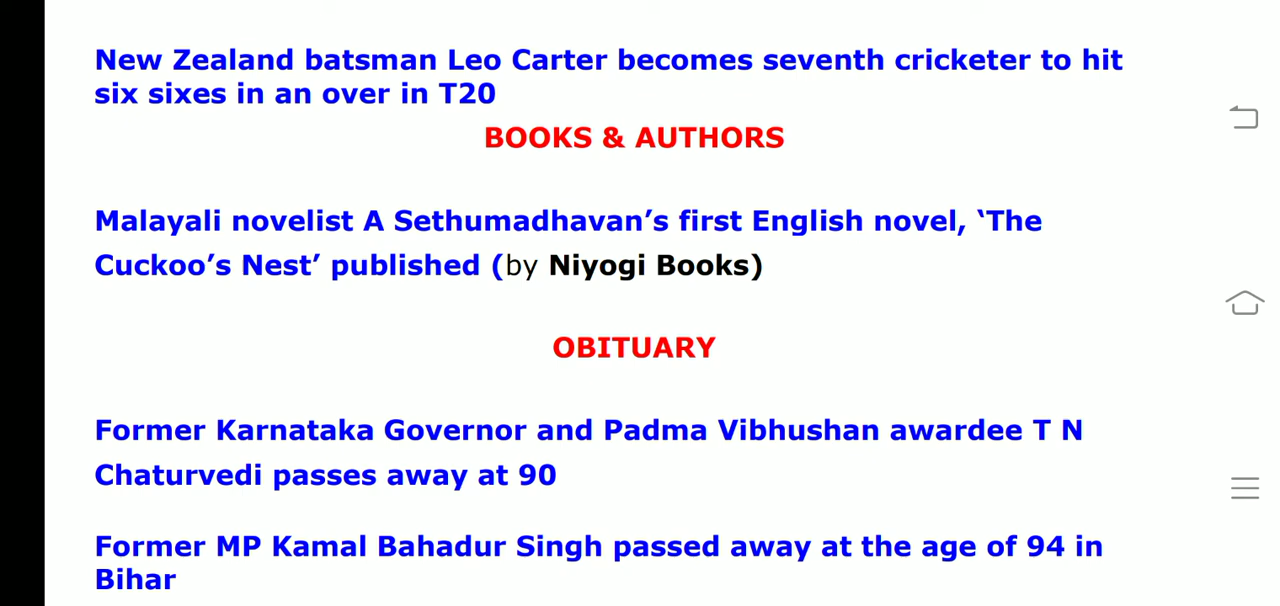 New Zealand batsman Leo Carter becomes seventh cricketer to hit
six sixes in an over in T20
BOOKS & AUTHORS
Malayali novelist A Sethumadhavan’s first English novel, ‘The
Cuckoo’s Nest’ published (by Niyogi Books)
OBITUARY
Former Karnataka Governor and Padma Vibhushan awardee T N
Chaturvedi passes away at 90
Former MP Kamal Bahadur Singh passed away at the age of 94 in
Bihar